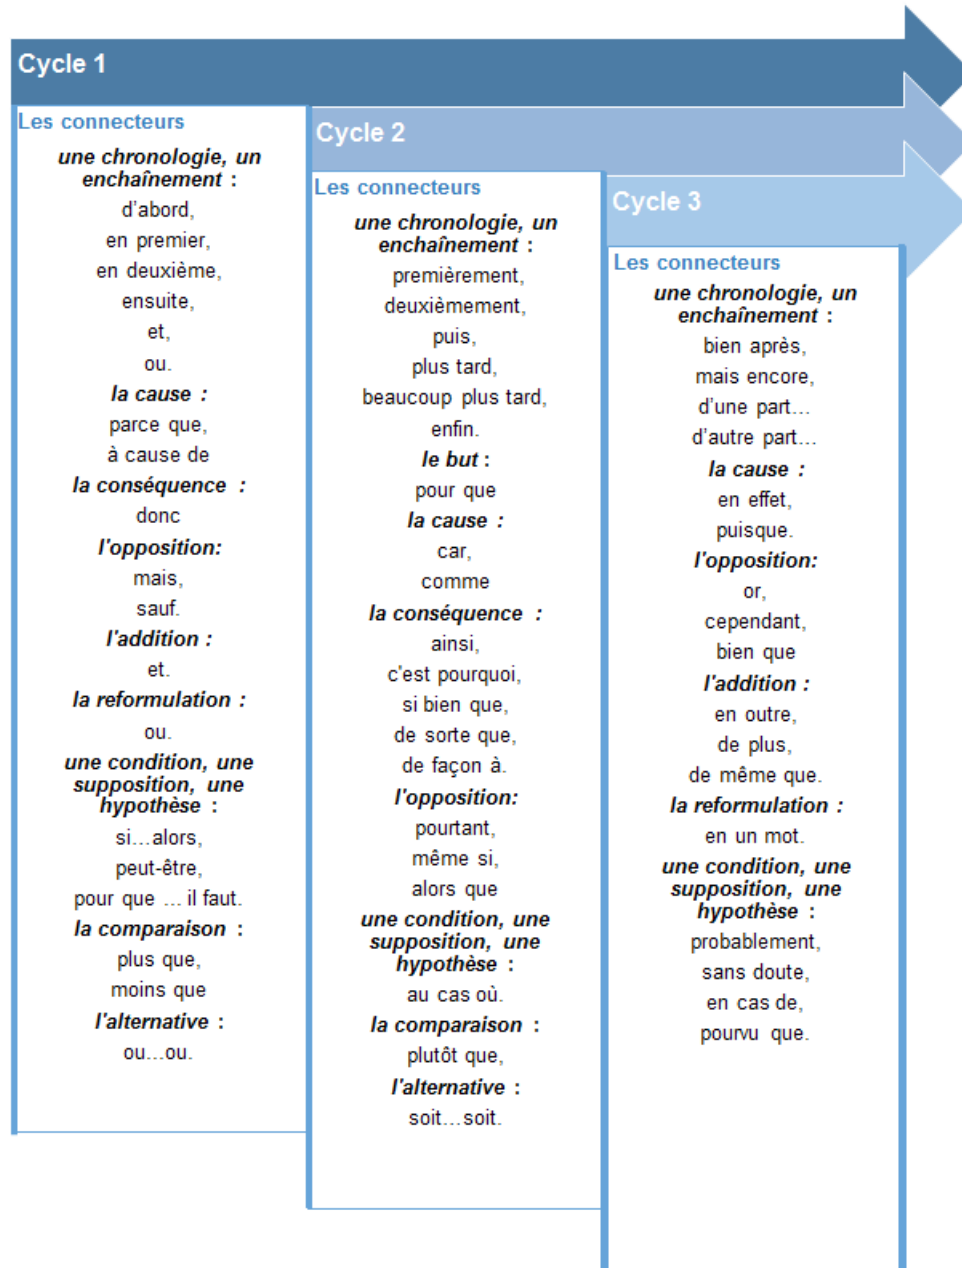 Cycle 1
Les connecteurs
une chronologie, un
enchaînement :
d'abord,
en premier,
en deuxième,
ensuite,
et,
ou.
la cause :
parce que,
à cause de
la conséquence :
donc
l'opposition:
mais,
sauf.
l'addition :
et.
la reformulation :
ou.
une condition, une
supposition, une
hypothèse :
si...alors,
peut-être,
pour que ... il faut.
la comparaison :
plus que,
moins que
l'alternative :
ou...ou.
Cycle 2
Les connecteurs
une chronologie, un
enchaînement :
premièrement,
deuxièmement,
puis,
plus tard,
beaucoup plus tard,
enfin.
le but :
pour que
la cause :
car,
comme
la conséquence :
ainsi,
c'est pourquoi,
si bien que,
de sorte que,
de façon à.
l'opposition:
pourtant,
même si,
alors que
une condition, une
supposition, une
hypothèse :
au cas où.
la comparaison :
plutôt que,
l'alternative :
soit...soit.
Cycle 3
Les connecteurs
une chronologie, un
enchaînement :
bien après,
mais encore,
d'une part...
d'autre part...
la cause :
en effet,
puisque.
l'opposition:
or,
cependant,
bien que
l'addition :
en outre,
de plus,
de même que.
la reformulation :
en un mot.
une condition, une
supposition, une
hypothèse :
probablement,
sans doute,
en cas de,
pourvu que.